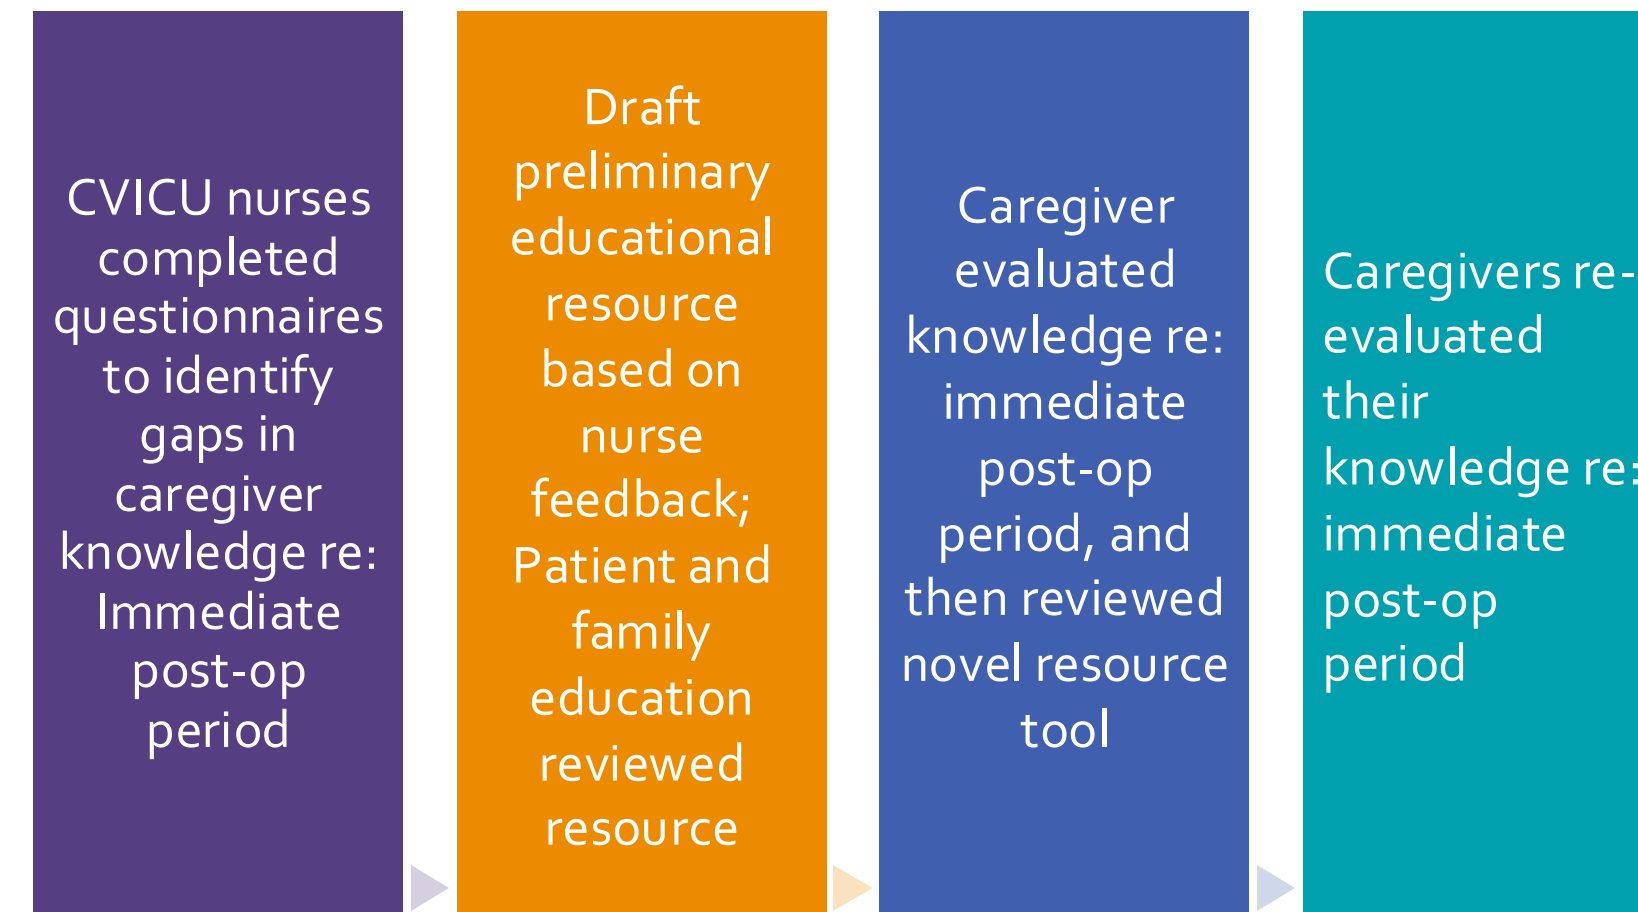 CVICU nurses
completed
questionnaires
to identify
gaps in
caregiver
knowledge re:
Immediate
post-op
period
Draft
preliminary
educational
resource
based on
nurse
feedback;
Patient and
family
education
reviewed
resource
Caregiver
evaluated
knowledge re:
immediate
post-op
period, and
then reviewed
novel resource
tool
Caregivers re-
evaluated
their
knowledge re:
immediate
post-op
period